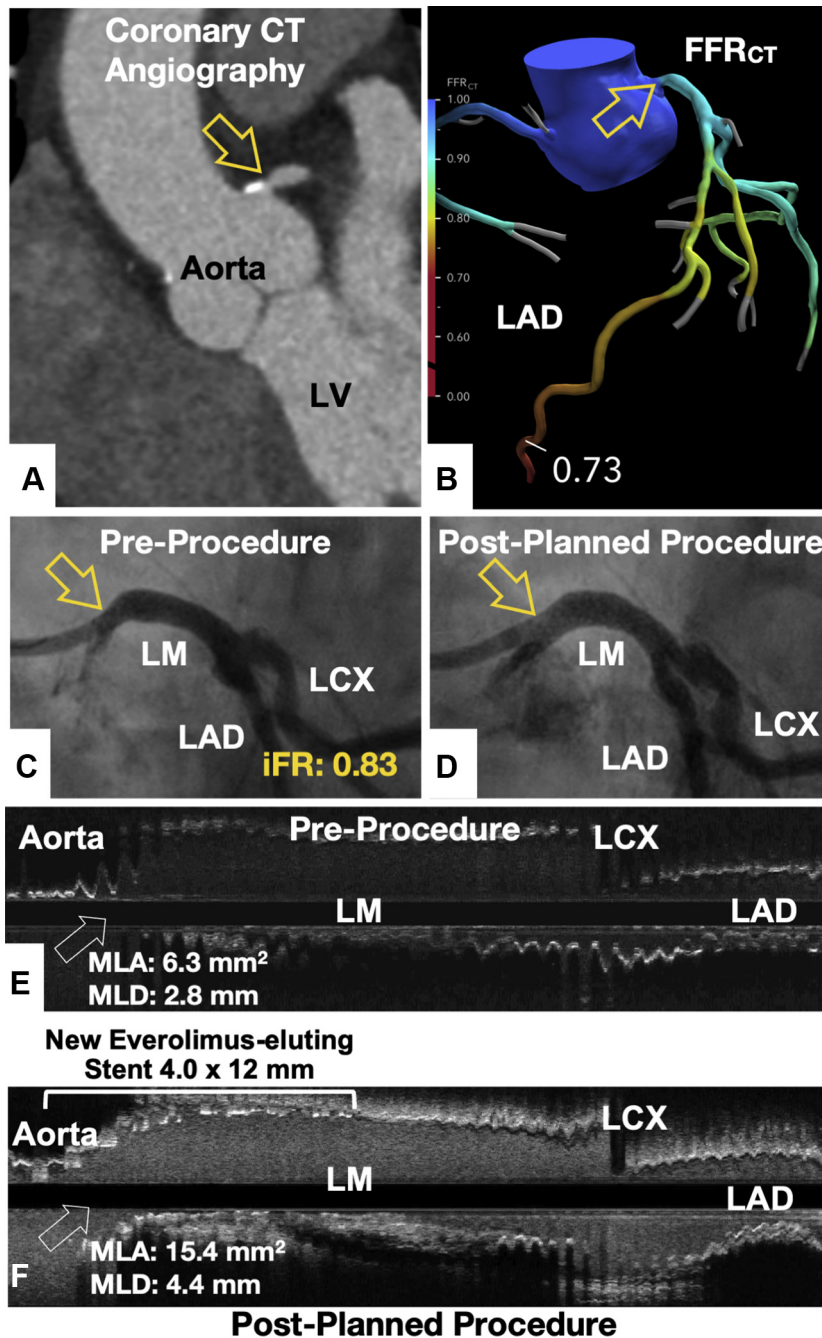 Coronary CT
Angiography
Aorta
LV
A
FFRCT
FFRCT
1.00
0.90
0.80
0.70
0.60
0.00
LAD
0.73
B
Pre-Procedure
LM
LCX
LAD
iFR: 0.83
C
Post-Planned Procedure
LM
LCX
LAD
D
Pre-Procedure
Aorta
LCX
LM
LAD
MLA: 6.3 mm²
MLD: 2.8 mm
E
New Everolimus-eluting
Stent 4.0 x 12 mm
Aorta
LCX
LM
LAD
MLA: 15.4 mm²
MLD: 4.4 mm
F
Post-Planned Procedure